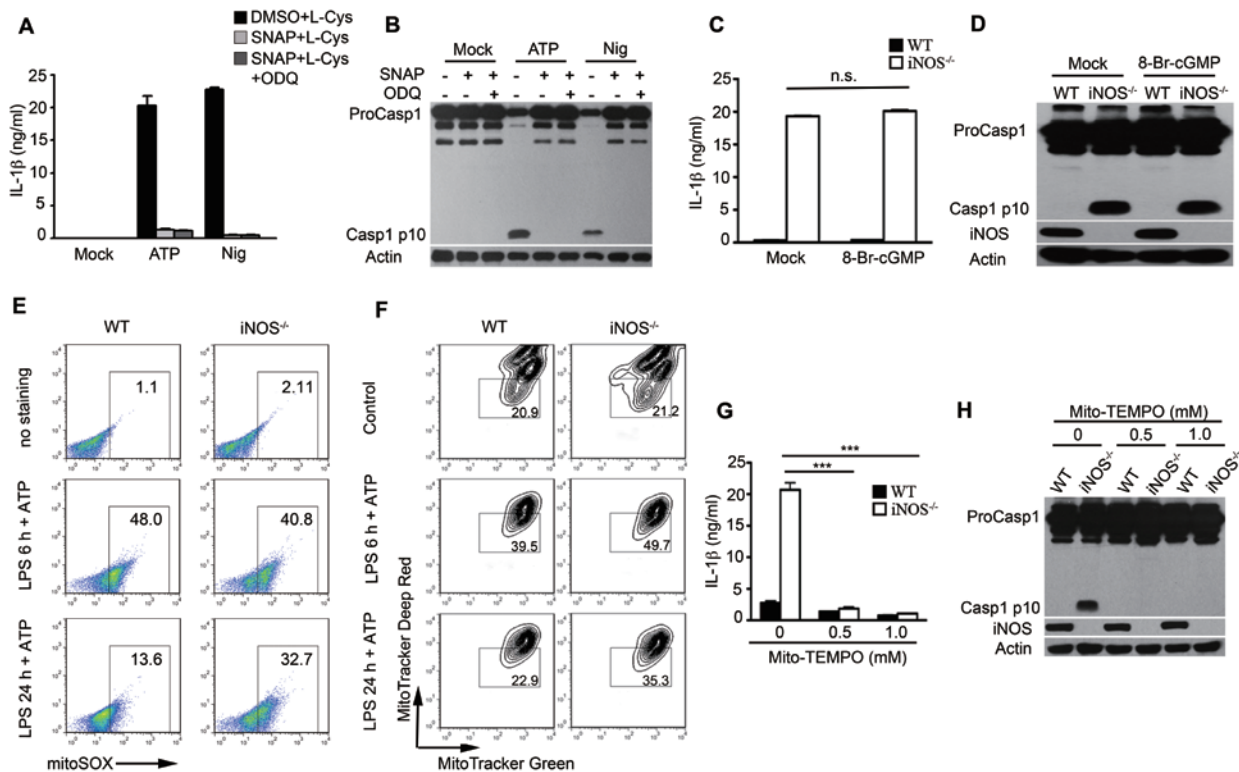 A
DMSO+L-Cys
SNAP+L-Cys
SNAP+L-Cys
+ODQ
IL-1β (ng/ml)
25
20
15
10
5
0
Mock ATP Nig
B
Mock ATP Nig
SNAP - + + - + + - + +
ODQ - - + - - + - - +
ProCasp1
Casp1 p10
Actin
C
WT
iNOS-/-
n.s.
IL-1β (ng/ml)
25
20
15
10
5
0
Mock 8-Br-cGMP
D
Mock 8-Br-cGMP
WT iNOS-/- WT iNOS-/-
ProCasp1
Casp1 p10
iNOS
Actin
E
WT iNOS-/-
no staining
1.1 2.11
LPS 6 h + ATP
48.0 40.8
LPS 24 h + ATP
13.6 32.7
mitoSOX
F
WT iNOS-/-
Control
20.9 21.2
LPS 6 h + ATP
39.5 49.7
LPS 24 h + ATP
22.9 35.3
MitoTracker Deep Red
MitoTracker Green
G
WT
iNOS-/-
***
***
IL-1β (ng/ml)
25
20
15
10
5
0
0 0.5 1.0
Mito-TEMPO (mM)
H
Mito-TEMPO (mM)
0 0.5 1.0
WT iNOS-/- WT iNOS-/- WT iNOS-/-
ProCasp1
Casp1 p10
iNOS
Actin